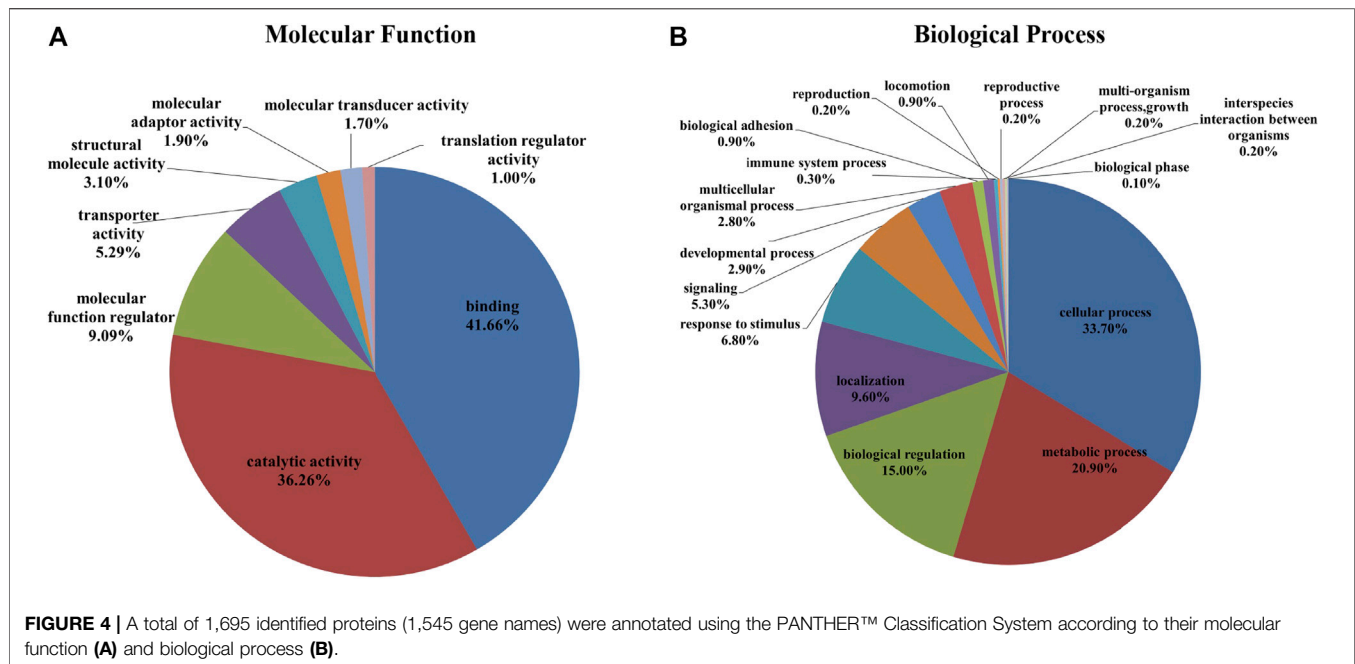 A
Molecular Function
molecular transducer activity
1.70%
molecular
adaptor activity
1.90%
translation regulator
activity
1.00%
structural
molecule activity
3.10%
transporter
activity
5.29%
molecular
function regulator
9.09%
binding
41.66%
catalytic activity
36.26%
B
Biological Process
reproduction
0.20%
locomotion
0.90%
reproductive
process
0.20%
multi-organism
process,growth
0.20%
interspecies
interaction between
organisms
0.20%
biological adhesion
0.90%
immune system process
0.30%
biological phase
0.10%
multicellular
organismal process
2.80%
developmental process
2.90%
signaling
5.30%
response to stimulus
6.80%
cellular process
33.70%
localization
9.60%
biological regulation
15.00%
metabolic process
20.90%
FIGURE 4 | A total of 1,695 identified proteins (1,545 gene names) were annotated using the PANTHER™ Classification System according to their molecular
function (A) and biological process (B).